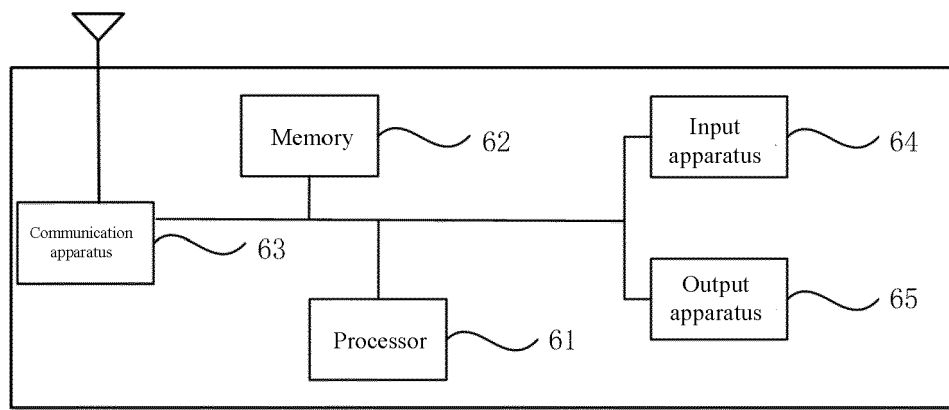 Memory
62
Input
apparatus
64
Communication
apparatus
63
Output
apparatus
65
Processor
61